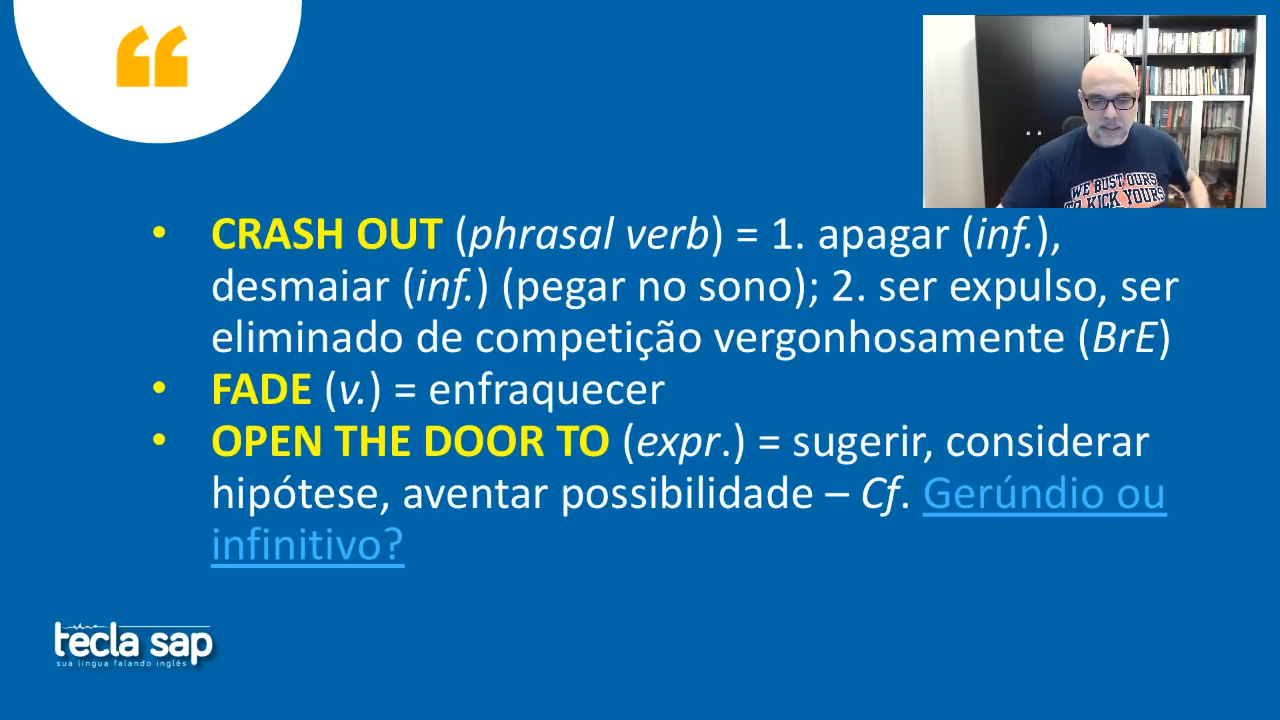 “
WE BUST OURS
TO KICK YOURS
• CRASH OUT (phrasal verb) = 1. apagar (inf.),
desmaiar (inf.) (pegar no sono); 2. ser expulso, ser
eliminado de competição vergonhosamente (BrE)
• FADE (v.) = enfraquecer
• OPEN THE DOOR TO (expr.) = sugerir, considerar
hipótese, aventar possibilidade – Cf. Gerúndio ou
infinitivo?
tecla sap
sua língua falando inglês